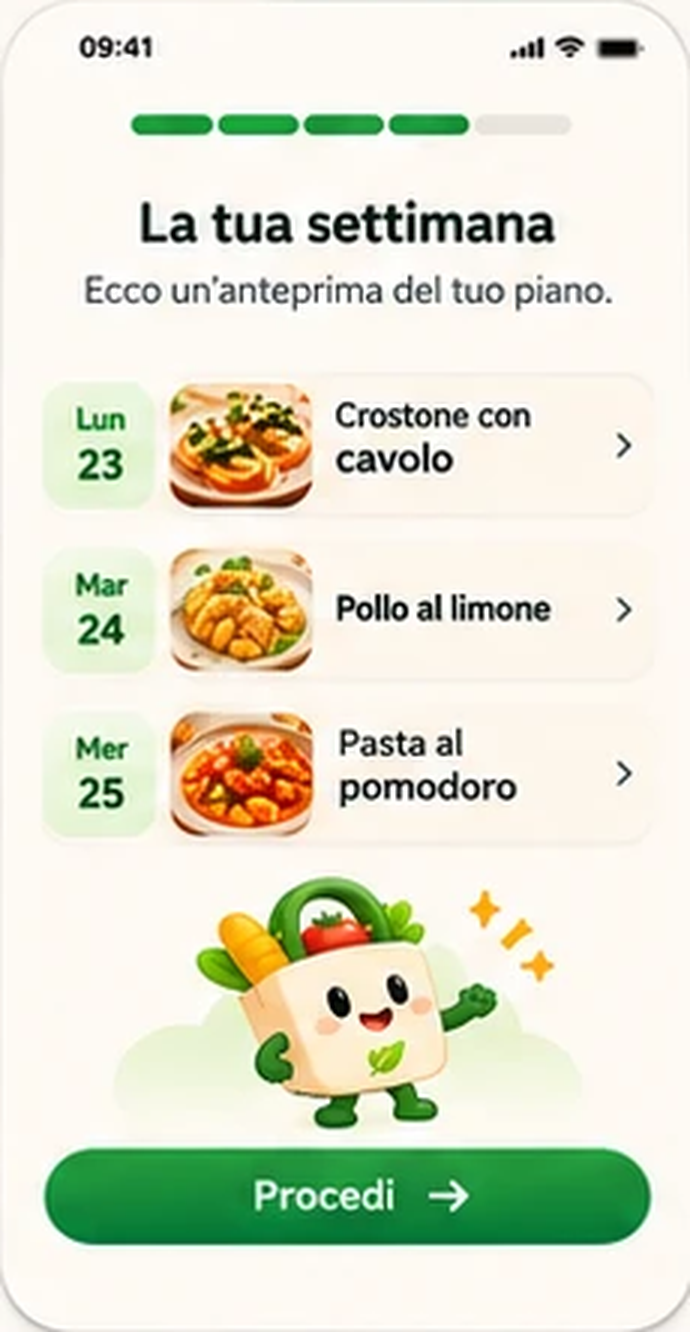 09:41
La tua settimana
Ecco un'anteprima del tuo piano.
Lun
23
Crostone con
cavolo
Mar
24
Pollo al limone
Mer
25
Pasta al
pomodoro
Procedi →